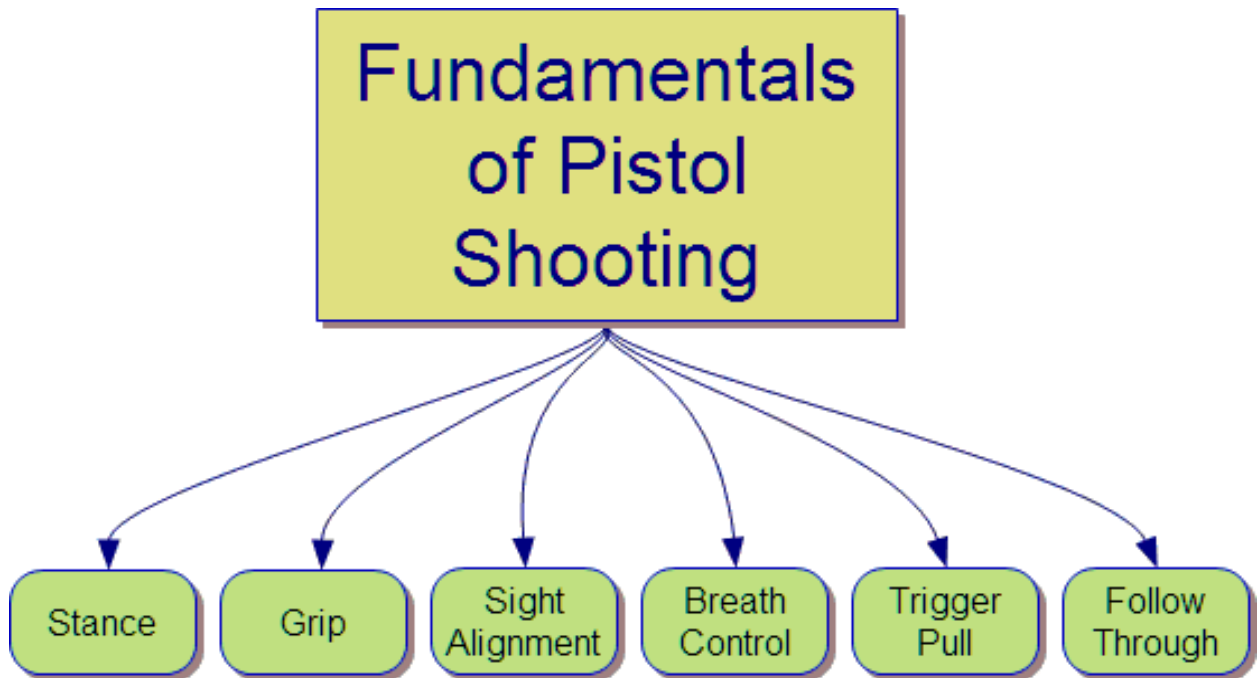 Fundamentals
of Pistol
Shooting
Stance
Grip
Sight
Alignment
Breath
Control
Trigger
Pull
Follow
Through